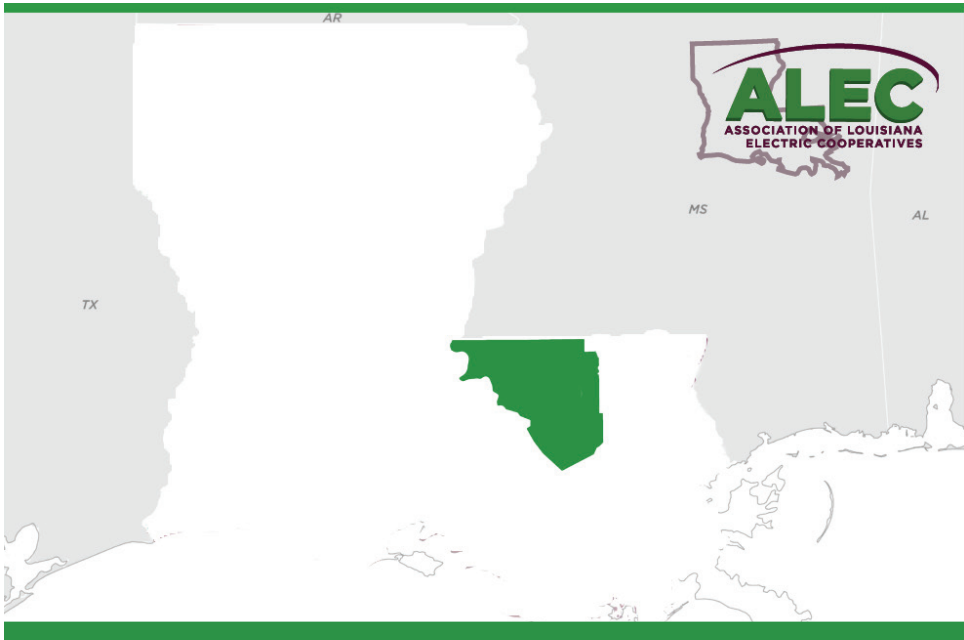 AR
ALEC
ASSOCIATION OF LOUISIANA
ELECTRIC COOPERATIVES
MS
AL
TX